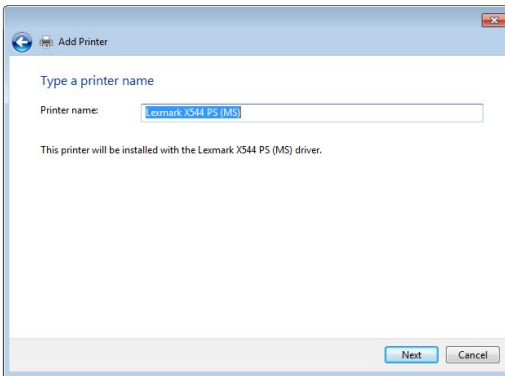 Add Printer
Type a printer name
Printer name:
Lexmark X544 PS (MS)
This printer will be installed with the Lexmark X544 PS (MS) driver.
Next
Cancel